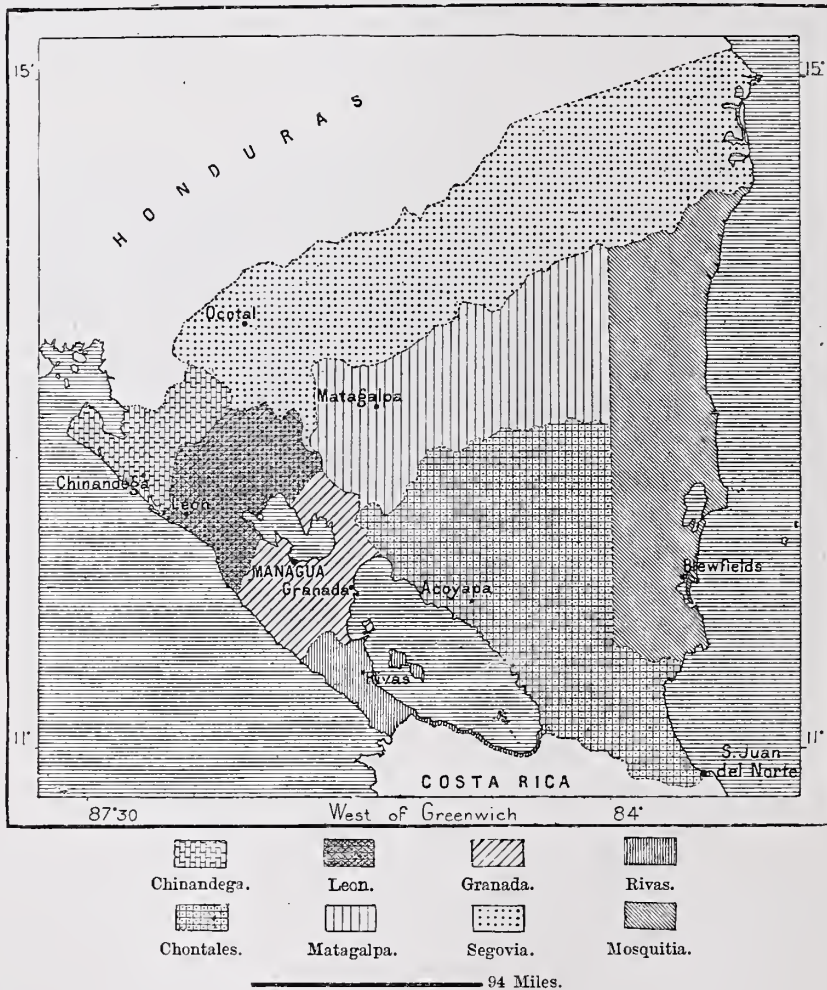 15°
15°
HONDURAS
Ocotal
Matagalpa
Chinandega
Leon
MANAGUA
Granada
Acoyapa
Blewfields
Rivas
11°
11°
S. Juan
del Norte
COSTA RICA
87°30
West of Greenwich
84°
Chinandega.
Leon.
Granada.
Rivas.
Chontales.
Matagalpa.
Segovia.
Mosquitia.
94 Miles.